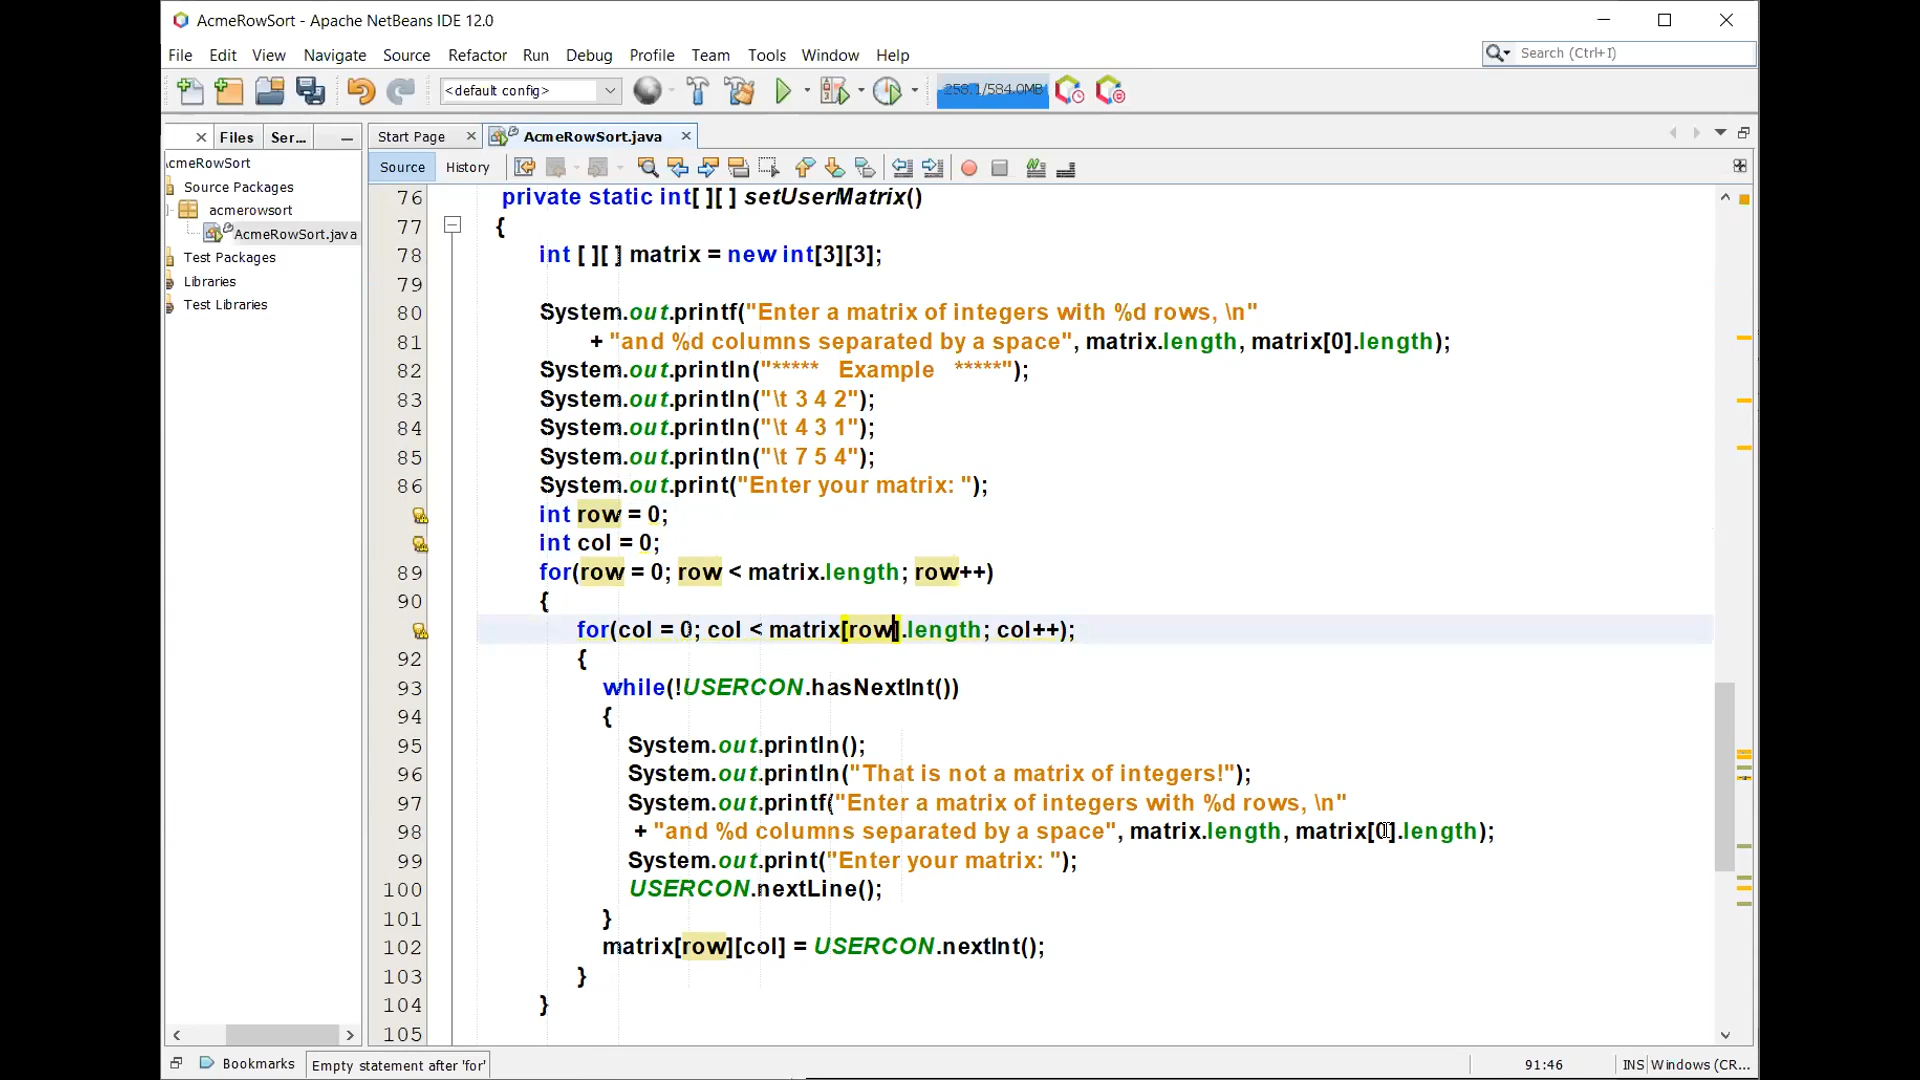 AcmeRowSort - Apache NetBeans IDE 12.0
File Edit View Navigate Source Refactor Run Debug Profile Team Tools Window Help
Search (Ctrl+I)
<default config>
258.1/584.0MB
Files Ser...
Start Page AcmeRowSort.java
Source History
cmeRowSort
Source Packages
acmerowsort
AcmeRowSort.java
Test Packages
Libraries
Test Libraries
76 private static int[ ][ ] setUserMatrix()
77 {
78 int [ ][ ] matrix = new int[3][3];
79
80 System.out.printf("Enter a matrix of integers with %d rows, \n"
81 + "and %d columns separated by a space", matrix.length, matrix[0].length);
82 System.out.println("***** Example *****");
83 System.out.println("\t 3 4 2");
84 System.out.println("\t 4 3 1");
85 System.out.println("\t 7 5 4");
86 System.out.print("Enter your matrix: ");
int row = 0;
int col = 0;
89 for(row = 0; row < matrix.length; row++)
90 {
for(col = 0; col < matrix[row].length; col++);
92 {
93 while(!USERCON.hasNextInt())
94 {
95 System.out.println();
96 System.out.println("That is not a matrix of integers!");
97 System.out.printf("Enter a matrix of integers with %d rows, \n"
98 + "and %d columns separated by a space", matrix.length, matrix[0].length);
99 System.out.print("Enter your matrix: ");
100 USERCON.nextLine();
101 }
102 matrix[row][col] = USERCON.nextInt();
103 }
104 }
105
Bookmarks Empty statement after 'for' 91:46 INS Windows (CR...